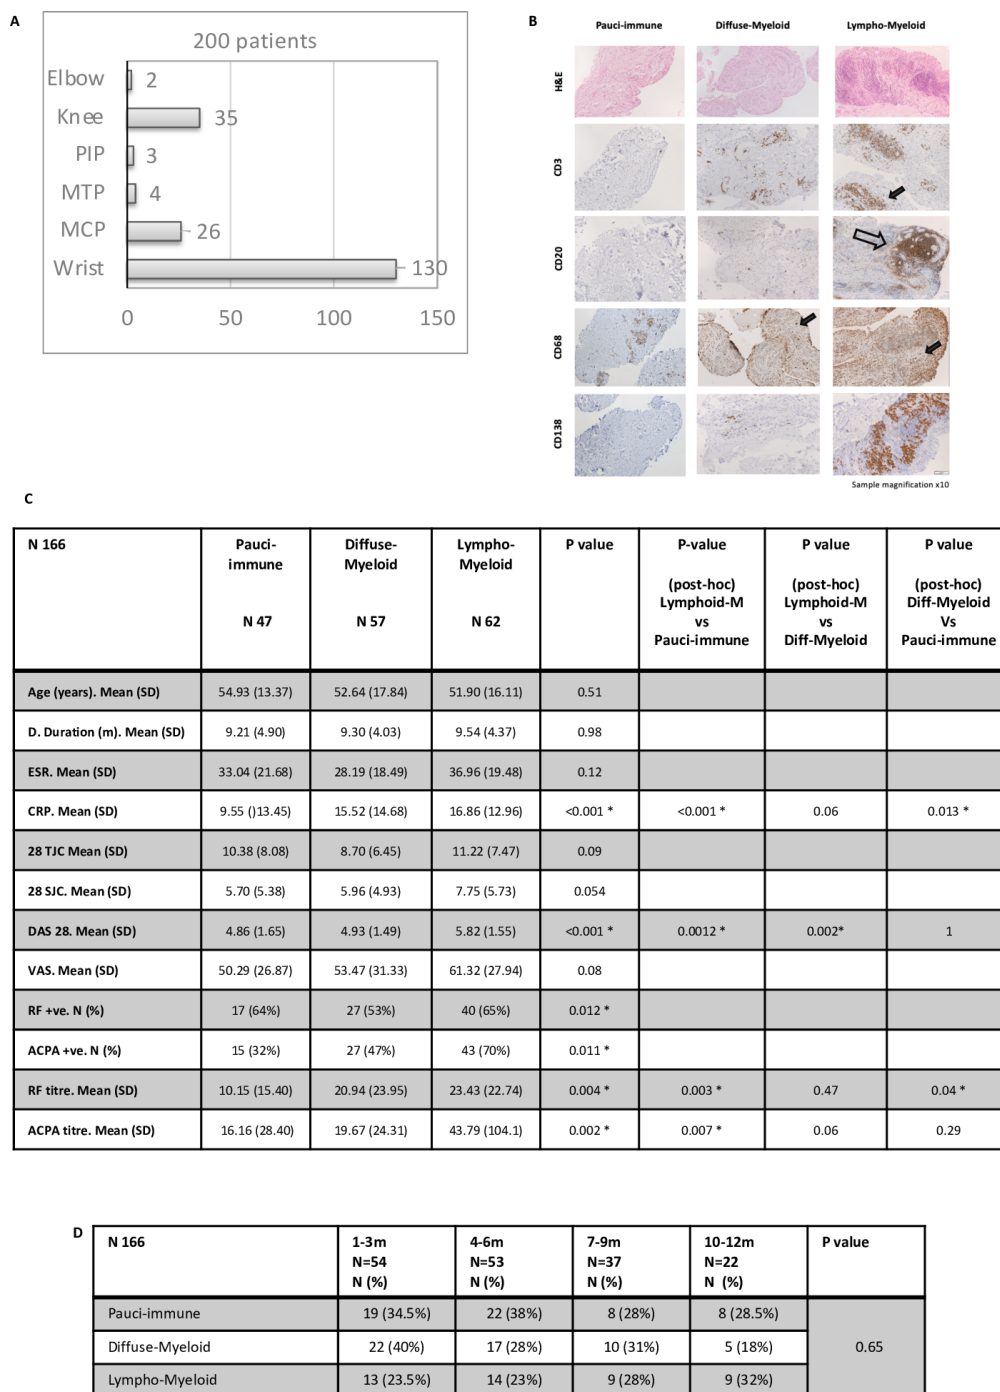 A
200 patients
Elbow 2
Knee 35
PIP 3
MTP 4
MCP 26
Wrist 130
0 50 100 150
B
Pauci-immune Diffuse-Myeloid Lympho-Myeloid
H&E
CD3
CD20
CD68
CD138
Sample magnification x10
C
N 166 Pauci-immune N 47 Diffuse-Myeloid N 57 Lympho-Myeloid N 62 P value P-value (post-hoc) Lymphoid-M vs Pauci-immune P value (post-hoc) Lymphoid-M vs Diff-Myeloid P value (post-hoc) Diff-Myeloid Vs Pauci-immune
Age (years). Mean (SD) 54.93 (13.37) 52.64 (17.84) 51.90 (16.11) 0.51
D. Duration (m). Mean (SD) 9.21 (4.90) 9.30 (4.03) 9.54 (4.37) 0.98
ESR. Mean (SD) 33.04 (21.68) 28.19 (18.49) 36.96 (19.48) 0.12
CRP. Mean (SD) 9.55 ()13.45) 15.52 (14.68) 16.86 (12.96) <0.001 * <0.001 * 0.06 0.013 *
28 TJC Mean (SD) 10.38 (8.08) 8.70 (6.45) 11.22 (7.47) 0.09
28 SJC. Mean (SD) 5.70 (5.38) 5.96 (4.93) 7.75 (5.73) 0.054
DAS 28. Mean (SD) 4.86 (1.65) 4.93 (1.49) 5.82 (1.55) <0.001 * 0.0012 * 0.002* 1
VAS. Mean (SD) 50.29 (26.87) 53.47 (31.33) 61.32 (27.94) 0.08
RF +ve. N (%) 17 (64%) 27 (53%) 40 (65%) 0.012 *
ACPA +ve. N (%) 15 (32%) 27 (47%) 43 (70%) 0.011 *
RF titre. Mean (SD) 10.15 (15.40) 20.94 (23.95) 23.43 (22.74) 0.004 * 0.003 * 0.47 0.04 *
ACPA titre. Mean (SD) 16.16 (28.40) 19.67 (24.31) 43.79 (104.1) 0.002 * 0.007 * 0.06 0.29
D
N 166 1-3m N=54 N (%) 4-6m N=53 N (%) 7-9m N=37 N (%) 10-12m N=22 N (%) P value
Pauci-immune 19 (34.5%) 22 (38%) 8 (28%) 8 (28.5%)
Diffuse-Myeloid 22 (40%) 17 (28%) 10 (31%) 5 (18%) 0.65
Lympho-Myeloid 13 (23.5%) 14 (23%) 9 (28%) 9 (32%)